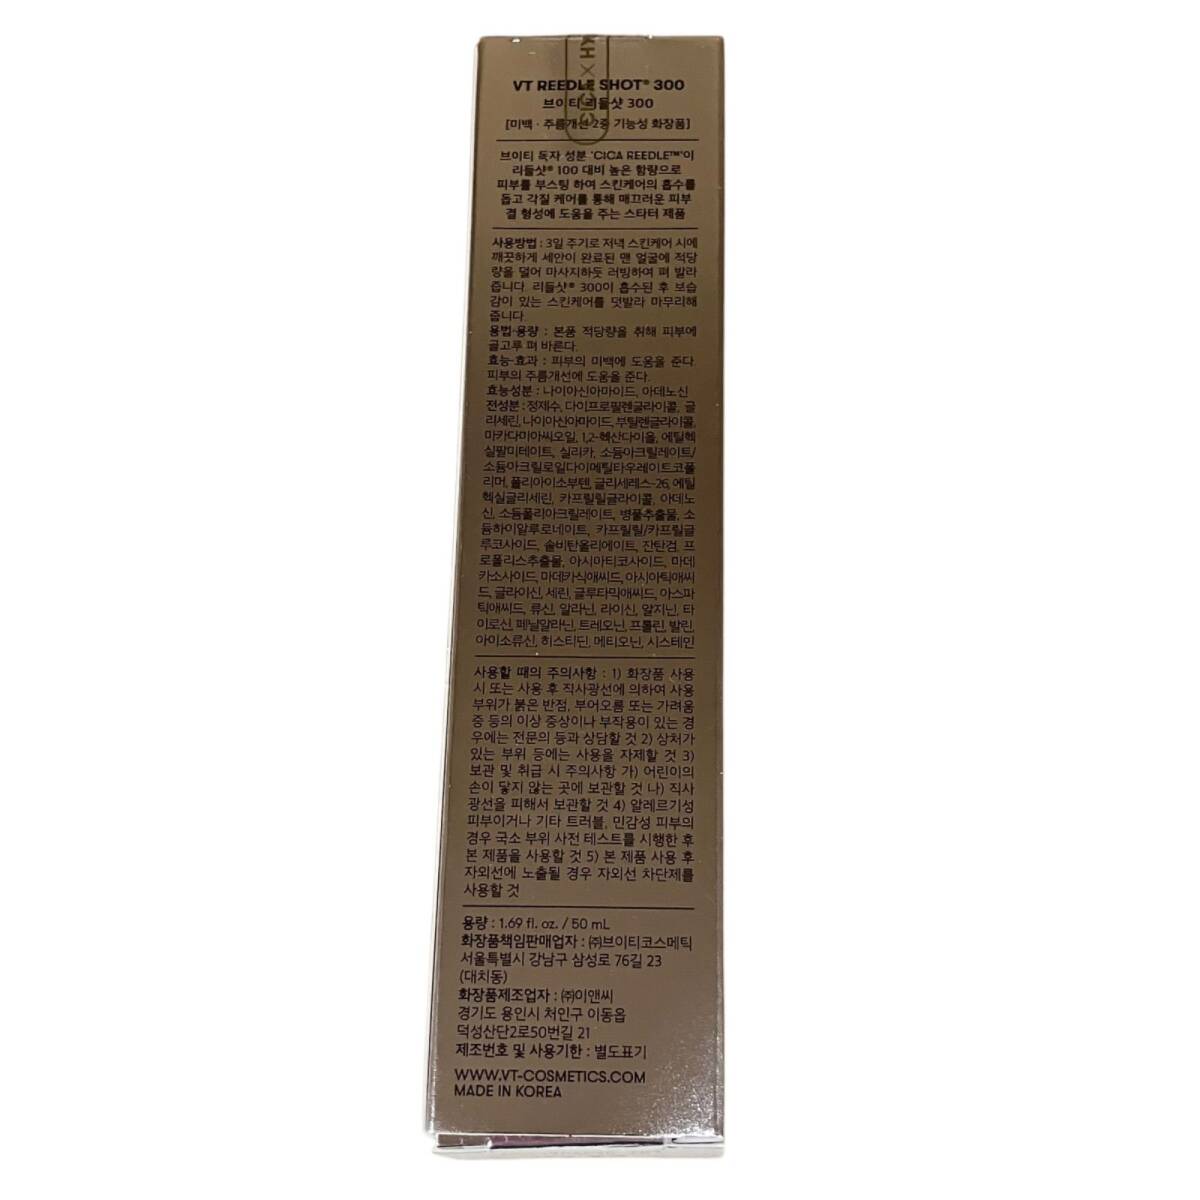 CICA × HY
VT REEDLE SHOT® 300
브이티 리들샷 300
[미백 · 주름개선 2중 기능성 화장품]
브이티 독자 성분 'CICA REEDLE™'이
리들샷® 100 대비 높은 함량으로
피부를 부스팅 하여 스킨케어의 흡수를
돕고 각질 케어를 통해 매끄러운 피부
결 형성에 도움을 주는 스타터 제품
사용방법 : 3일 주기로 저녁 스킨케어 시에
깨끗하게 세안이 완료된 맨 얼굴에 적당
량을 덜어 마사지하듯 러빙하여 펴 발라
줍니다. 리들샷® 300이 흡수된 후 보습
감이 있는 스킨케어를 덧발라 마무리해
줍니다.
용법·용량 : 본품 적당량을 취해 피부에
골고루 펴 바른다.
효능·효과 : 피부의 미백에 도움을 준다.
피부의 주름개선에 도움을 준다.
효능성분 : 나이아신아마이드, 아데노신
전성분 : 정제수, 다이프로필렌글라이콜, 글
리세린, 나이아신아마이드, 부틸렌글라이콜,
마카다미아씨오일, 1,2-헥산다이올, 에틸헥
실팔미테이트, 실리카, 소듐아크릴레이트/
소듐아크릴로일다이메틸타우레이트코폴
리머, 폴리아이소부텐, 글리세레스-26, 에틸
헥실글리세린, 카프릴릴글라이콜, 아데노
신, 소듐폴리아크릴레이트, 병풀추출물, 소
듐하이알루로네이트, 카프릴릴/카프릴글
루코사이드, 솔비탄올리에이트, 잔탄검, 프
로폴리스추출물, 아시아티코사이드, 마데
카소사이드, 마데카식애씨드, 아시아틱애씨
드, 글라이신, 세린, 글루타믹애씨드, 아스파
틱애씨드, 류신, 알라닌, 라이신, 알지닌, 타
이로신, 페닐알라닌, 트레오닌, 프롤린, 발린,
아이소류신, 히스티딘, 메티오닌, 시스테인
사용할 때의 주의사항 : 1) 화장품 사용
시 또는 사용 후 직사광선에 의하여 사용
부위가 붉은 반점, 부어오름 또는 가려움
증 등의 이상 증상이나 부작용이 있는 경
우에는 전문의 등과 상담할 것 2) 상처가
있는 부위 등에는 사용을 자제할 것 3)
보관 및 취급 시 주의사항 가) 어린이의
손이 닿지 않는 곳에 보관할 것 나) 직사
광선을 피해서 보관할 것 4) 알레르기성
피부이거나 기타 트러블, 민감성 피부의
경우 국소 부위 사전 테스트를 시행한 후
본 제품을 사용할 것 5) 본 제품 사용 후
자외선에 노출될 경우 자외선 차단제를
사용할 것
용량 : 1.69 fl. oz. / 50 mL
화장품책임판매업자 : ㈜브이티코스메틱
서울특별시 강남구 삼성로 76길 23
(대치동)
화장품제조업자 : ㈜이앤씨
경기도 용인시 처인구 이동읍
덕성산단2로50번길 21
제조번호 및 사용기한 : 별도표기
WWW.VT-COSMETICS.COM
MADE IN KOREA